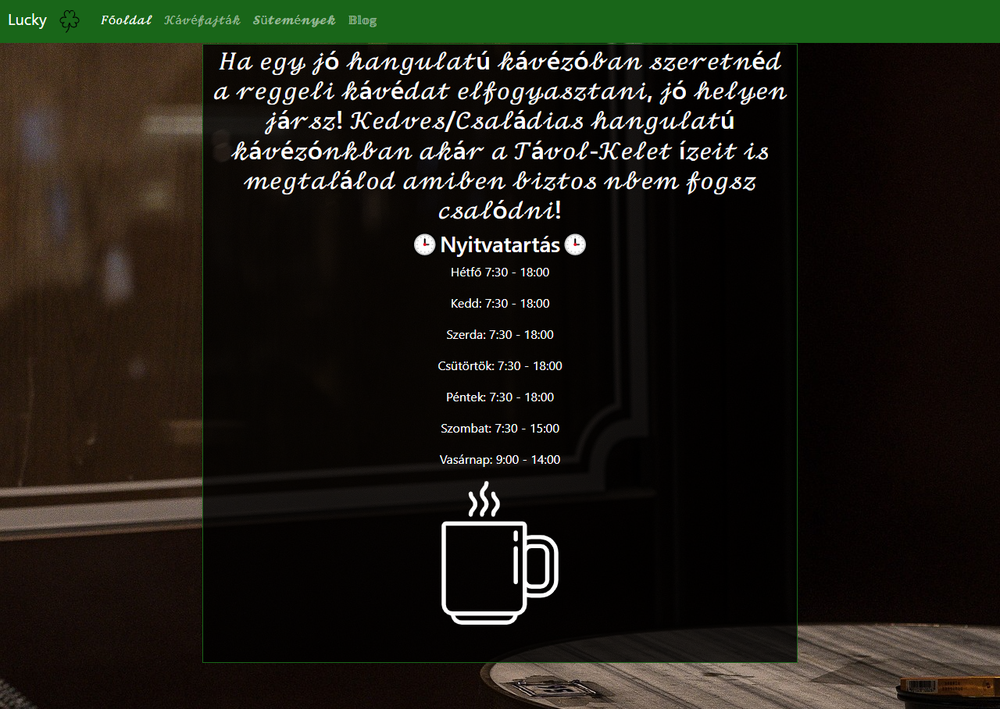 Lucky Főoldal Kávéfajták Sütemények Blog
Ha egy jó hangulatú kávézóban szeretnéd
a reggeli kávédat elfogyasztani, jó helyen
jársz! Kedves/Családias hangulatú
kávézónkban akár a Távol-Kelet ízeit is
megtalálod amiben biztos nbem fogsz
csalódni!
Nyitvatartás
Hétfő 7:30 - 18:00
Kedd: 7:30 - 18:00
Szerda: 7:30 - 18:00
Csütörtök: 7:30 - 18:00
Péntek: 7:30 - 18:00
Szombat: 7:30 - 15:00
Vasárnap: 9:00 - 14:00